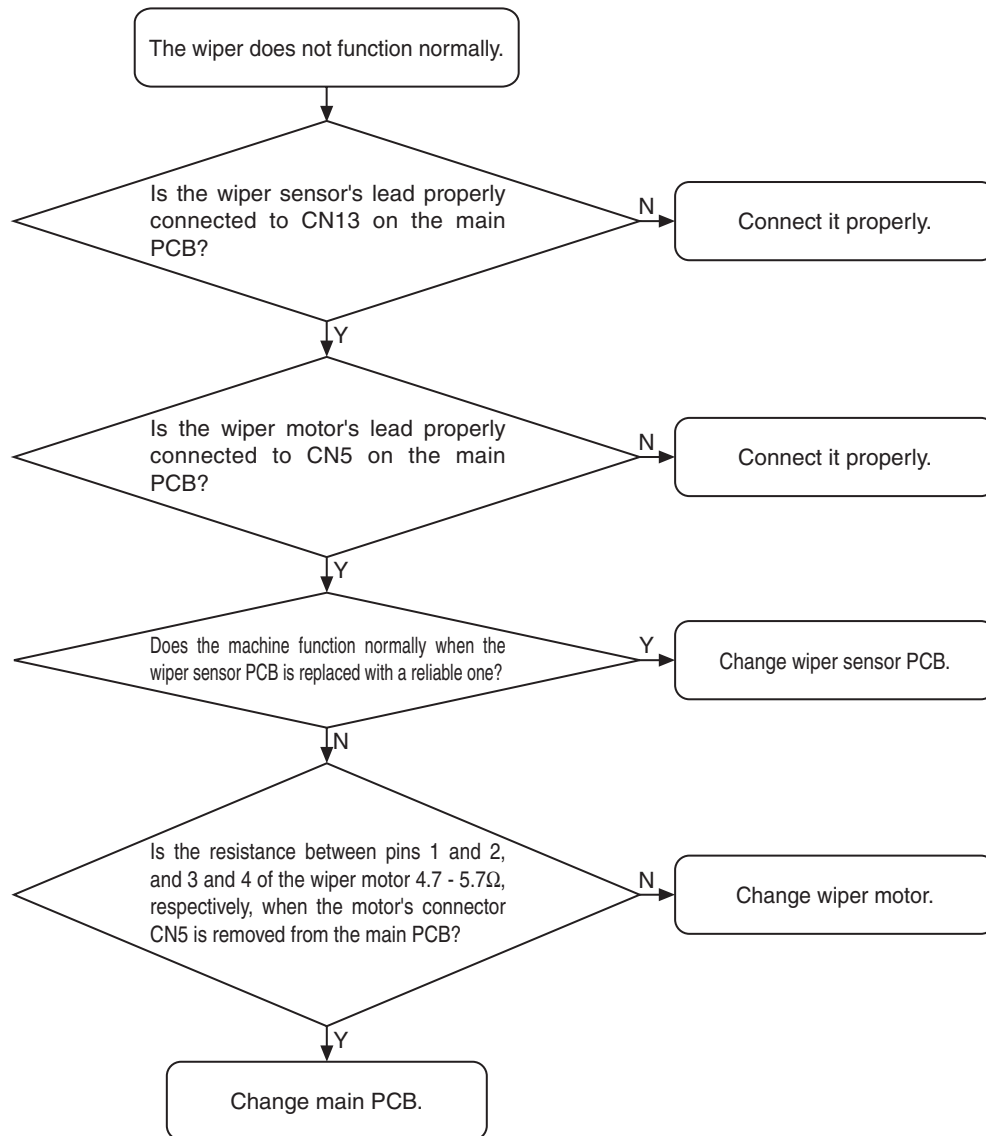 The wiper does not function normally.
Is the wiper sensor's lead properly
connected to CN13 on the main
PCB?
N
Connect it properly.
Y
Is the wiper motor's lead properly
connected to CN5 on the main
PCB?
N
Connect it properly.
Y
Does the machine function normally when the
wiper sensor PCB is replaced with a reliable one?
Y
Change wiper sensor PCB.
N
Is the resistance between pins 1 and 2,
and 3 and 4 of the wiper motor 4.7 - 5.7Ω,
respectively, when the motor's connector
CN5 is removed from the main PCB?
N
Change wiper motor.
Y
Change main PCB.